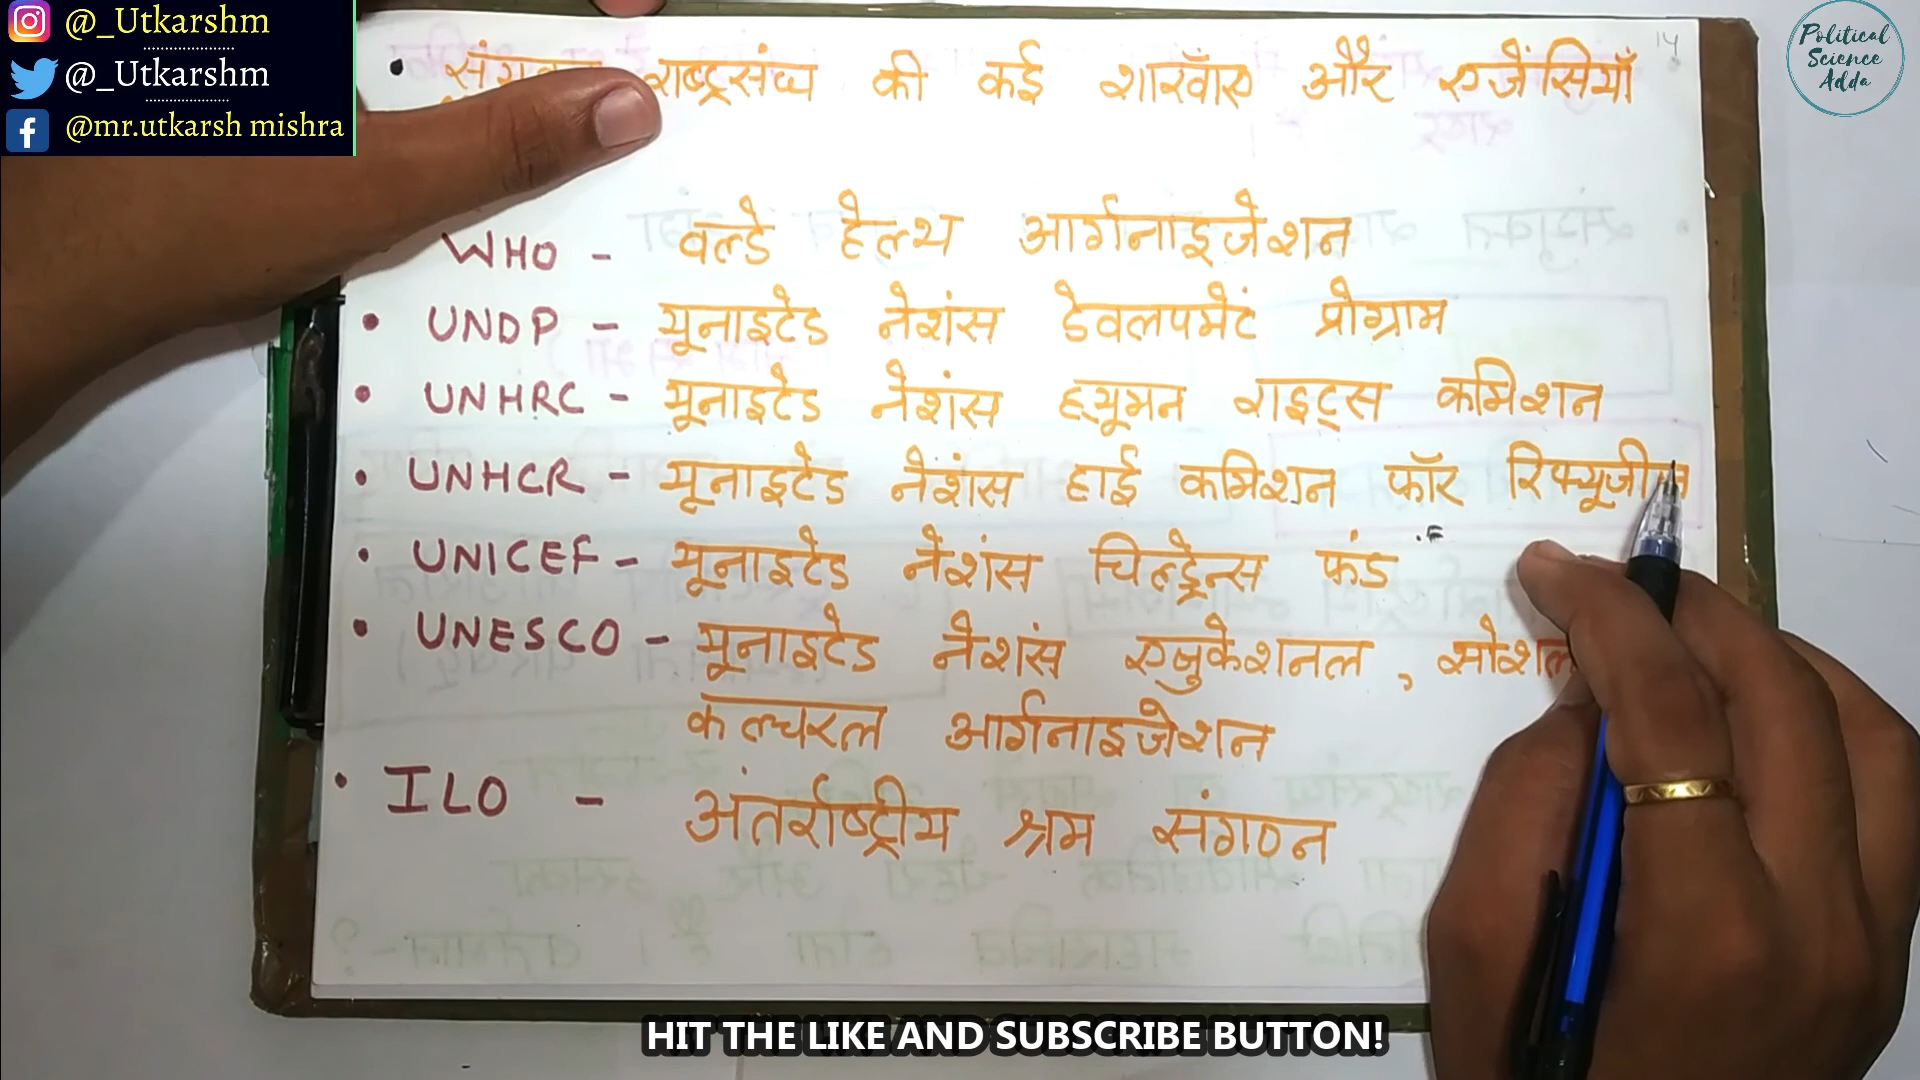 @_Utkarshm
@_Utkarshm
@mr.utkarsh mishra
Political
Science
Adda
14
• राष्ट्रसंघ की कई शाखाँए और एजेंसियाँ
WHO - वर्ल्ड हेल्थ आर्गनाइजेशन
• UNDP - यूनाइटेड नेशंस डेवलपमेटं प्रोग्राम
• UNHRC - यूनाइटेड नेशंस ह्यूमन राइट्स कमिशन
• UNHCR - यूनाइटेड नेशंस हाई कमिशन फॉर रिफ्यूजीज
• UNICEF - यूनाइटेड नेशंस चिल्ड्रेन्स फंड
• UNESCO - यूनाइटेड नेशंस एजुकेशनल , सोशल
कल्चरल आर्गनाइजेशन
• ILO - अंतर्राष्ट्रीय श्रम संगठन
HIT THE LIKE AND SUBSCRIBE BUTTON!